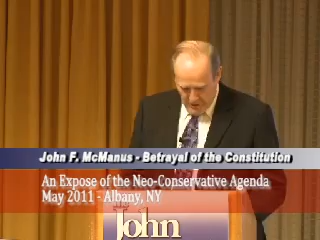 John F. McManus - Betrayal of the Constitution
An Expose of the Neo-Conservative Agenda
May 2011 - Albany, NY
John